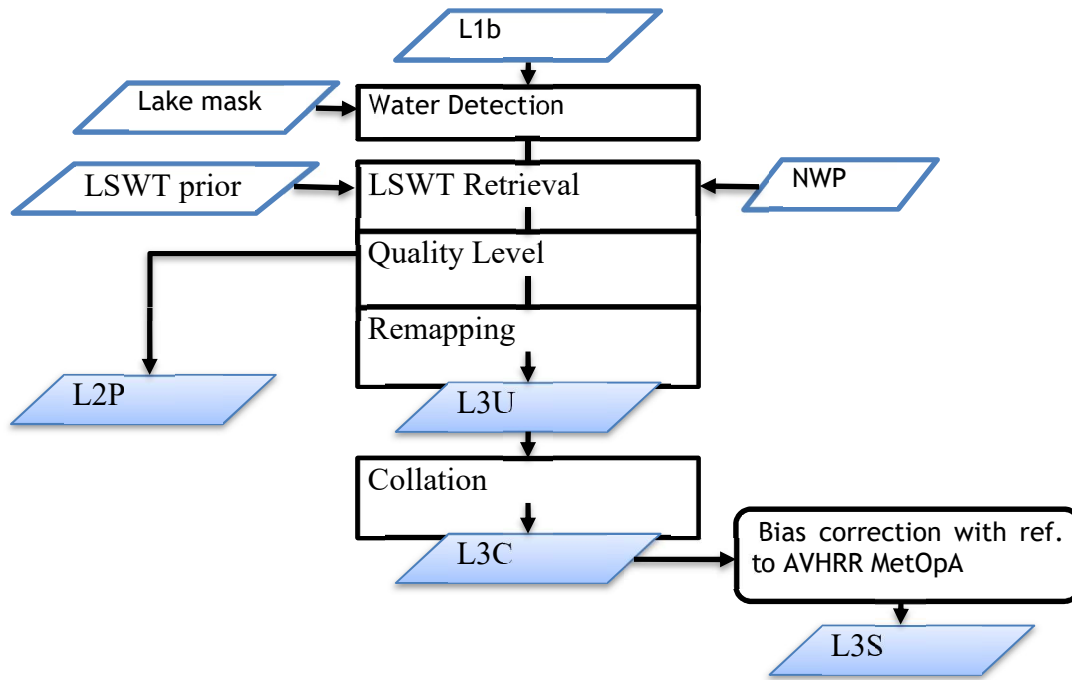 L1b
Lake mask
Water Detection
LSWT prior
LSWT Retrieval
NWP
Quality Level
Remapping
L2P
L3U
Collation
L3C
Bias correction with ref.
to AVHRR MetOpA
L3S